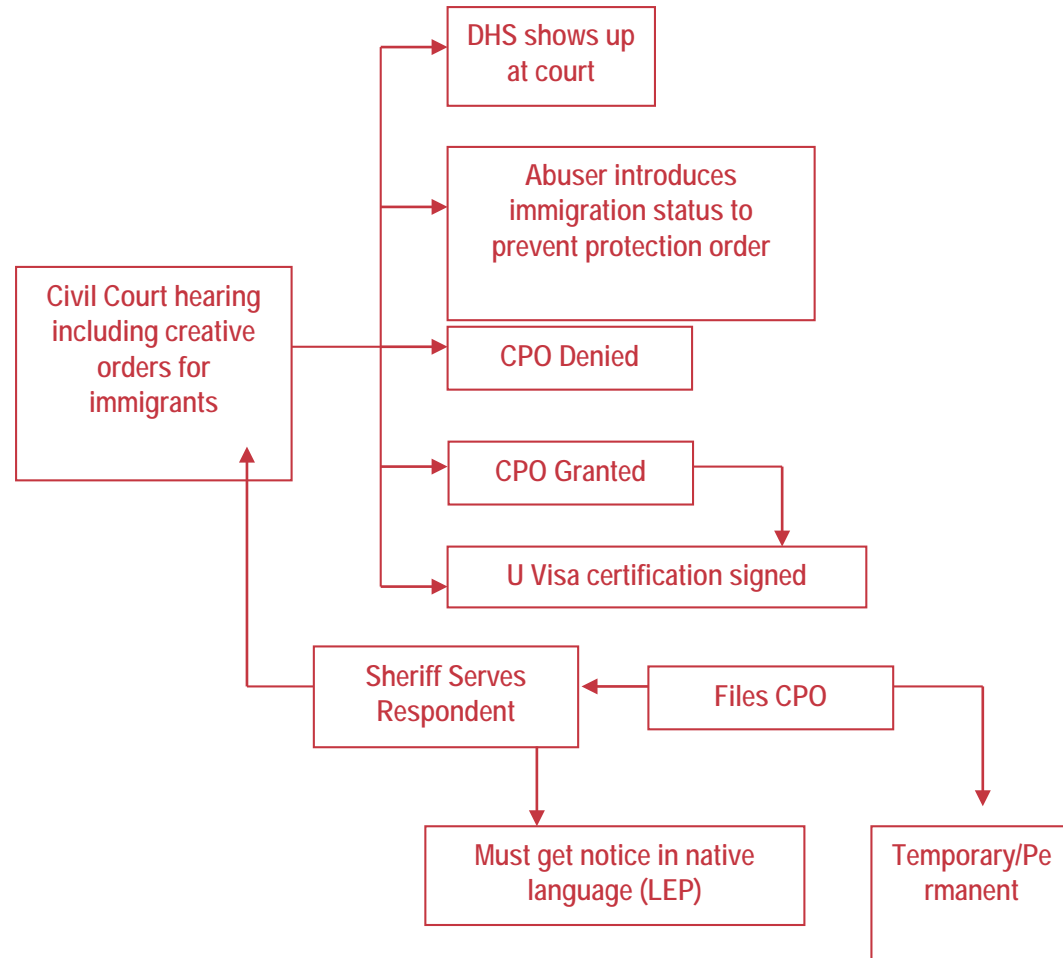 DHS shows up
at court
Abuser introduces
immigration status to
prevent protection order
Civil Court hearing
including creative
orders for
immigrants
CPO Denied
CPO Granted
U Visa certification signed
Sheriff Serves
Respondent
Files CPO
Must get notice in native
language (LEP)
Temporary/Pe
rmanent